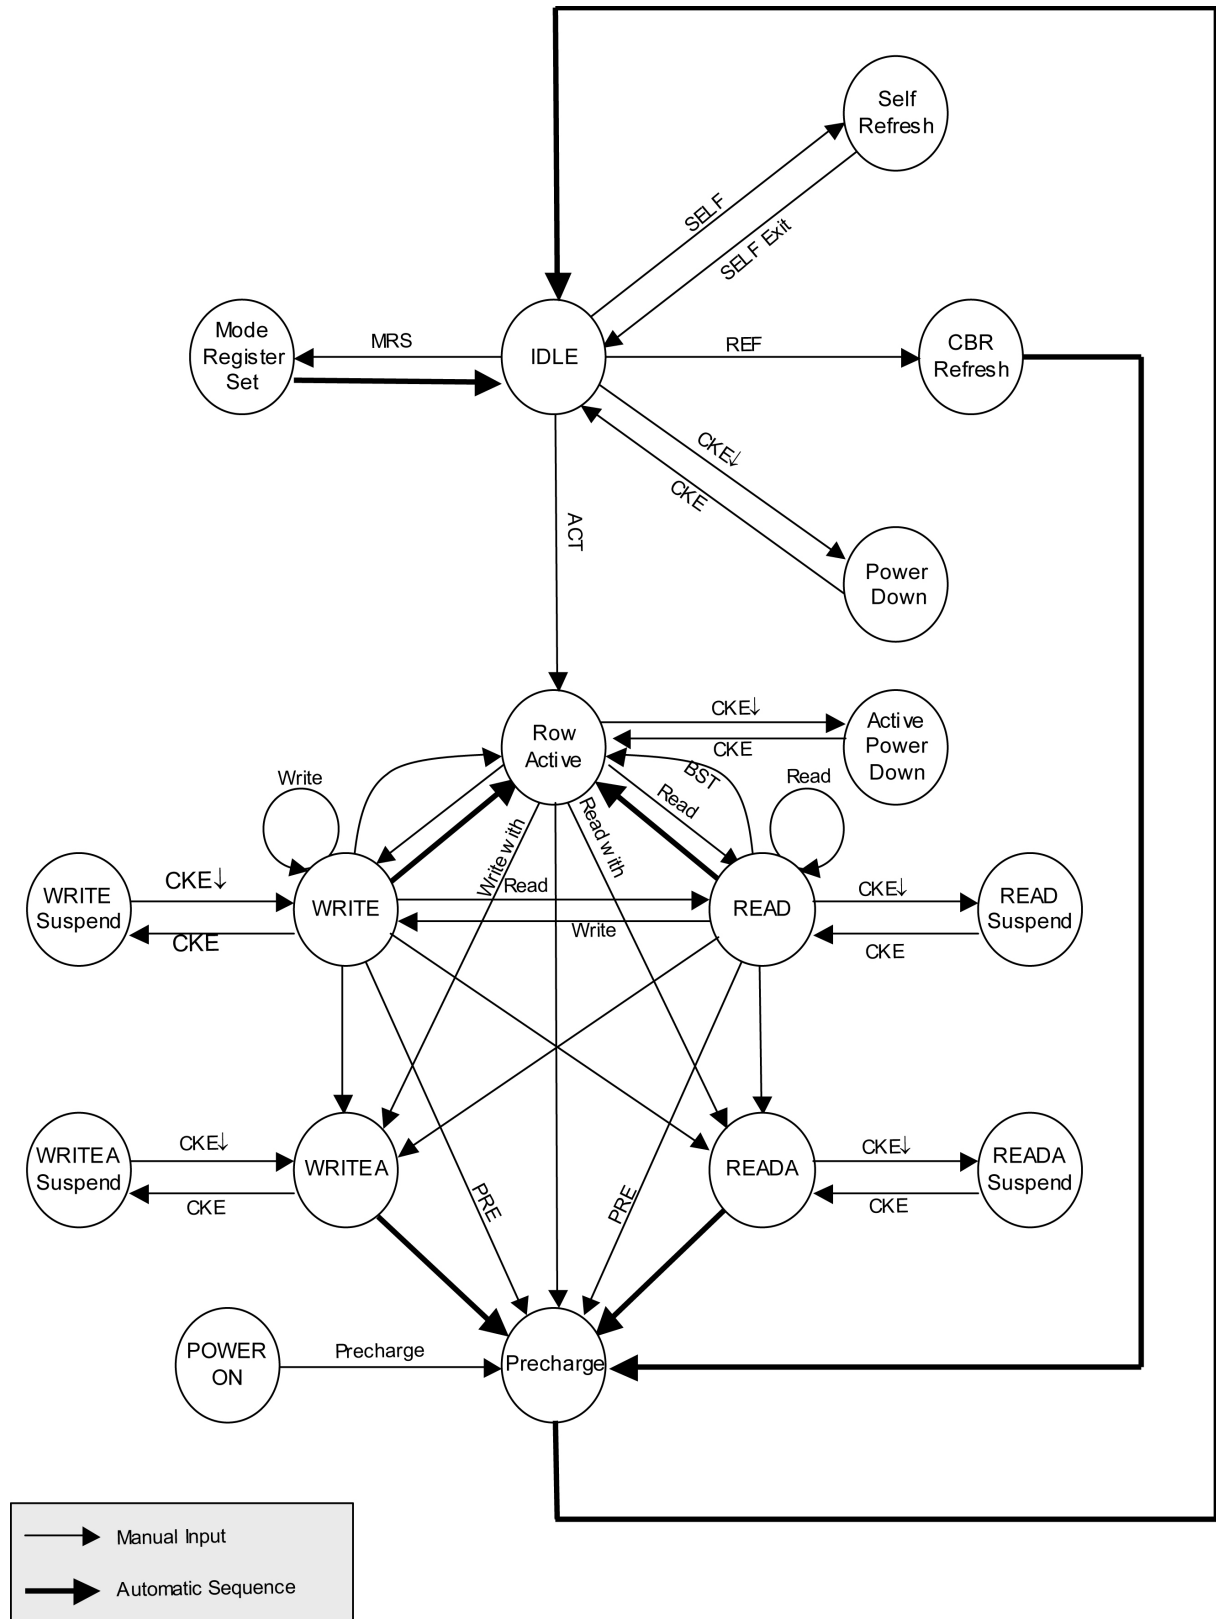 Self
Refresh
SELF
SELF Exit
Mode
Register
Set
MRS
IDLE
REF
CBR
Refresh
CKE↓
CKE
ACT
Power
Down
Row
Active
CKE↓
CKE
Active
Power
Down
BST
Read
Write
Read
Write with
Read with
WRITE
Suspend
CKE↓
CKE
WRITE
Read
Write
READ
CKE↓
CKE
READ
Suspend
WRITEA
Suspend
CKE↓
CKE
WRITEA
PRE
PRE
READA
CKE↓
CKE
READA
Suspend
POWER
ON
Precharge
Precharge
Manual Input
Automatic Sequence